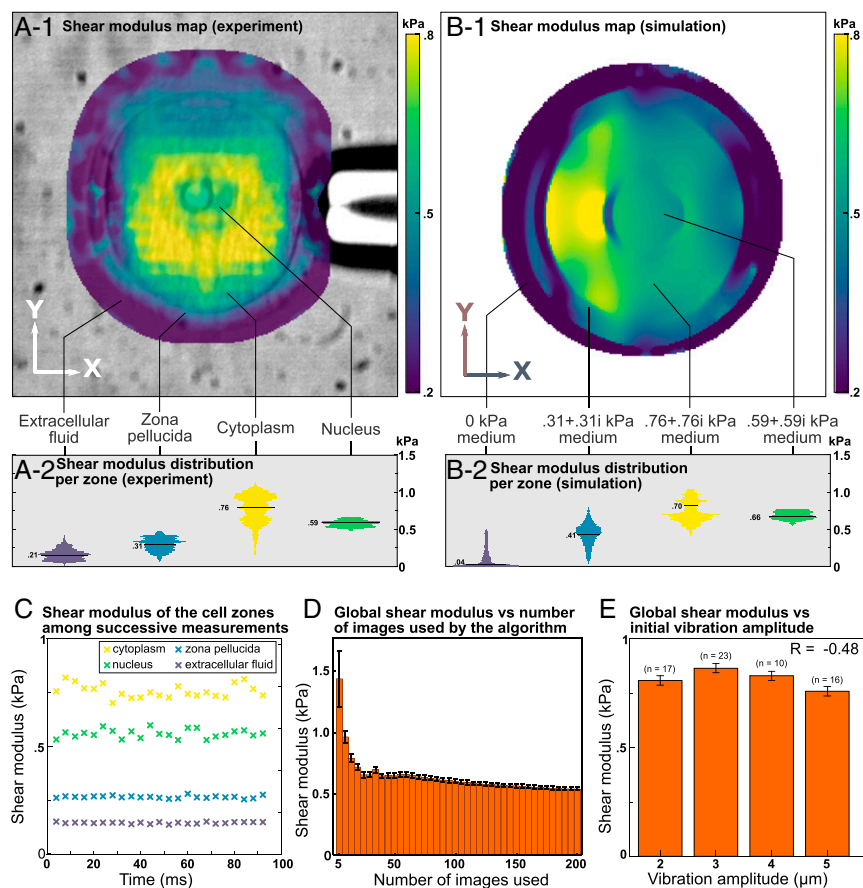 A-1 Shear modulus map (experiment)
kPa
.8
.5
.2
Y
X
B-1 Shear modulus map (simulation)
kPa
.8
.5
.2
Y
X
Extracellular
fluid
Zona
pellucida
Cytoplasm
Nucleus
0 kPa
medium
.31+.31i kPa
medium
.76+.76i kPa
medium
.59+.59i kPa
medium
A-2 Shear modulus distribution
per zone (experiment)
kPa
1.5
1.0
0.5
0
.21
.31
.76
.59
B-2 Shear modulus distribution
per zone (simulation)
kPa
1.5
1.0
0.5
0
.04
.41
.70
.66
C Shear modulus of the cell zones
among successive measurements
cytoplasm
zona pellucida
nucleus
extracellular fluid
Shear modulus (kPa)
1
.5
0
0 20 40 60 80 100
Time (ms)
D Global shear modulus vs number
of images used by the algorithm
Shear modulus (kPa)
1.5
1.0
0.5
0
5 50 100 150 200
Number of images used
E Global shear modulus vs
initial vibration amplitude
R = -0.48
(n = 17)
(n = 23)
(n = 10)
(n = 16)
Shear modulus (kPa)
1
.5
0
2 3 4 5
Vibration amplitude (µm)